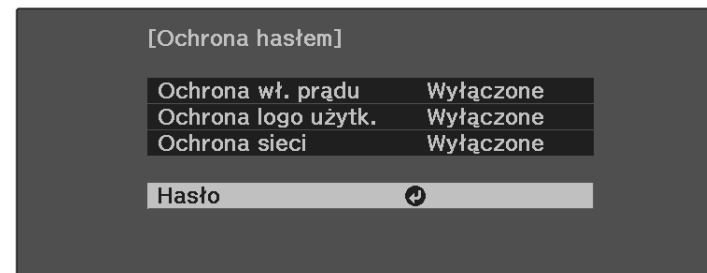 [Ochrona hasłem]
Ochrona wł. prądu Wyłączone
Ochrona logo użytk. Wyłączone
Ochrona sieci Wyłączone
Hasło